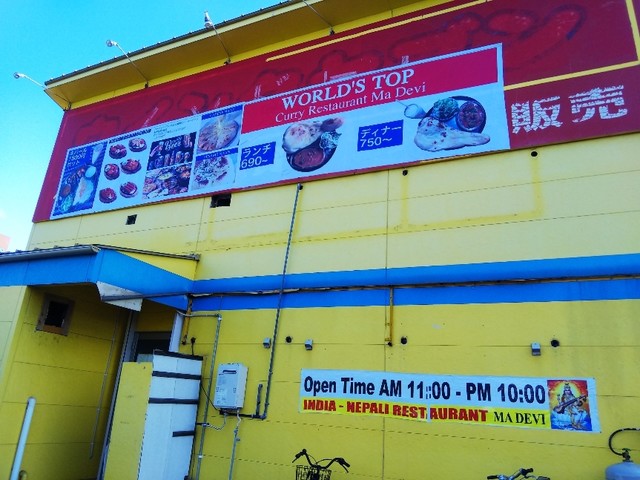 WORLD'S TOP
Curry Restaurant Ma Devi
ランチ
690~
ディナー
750~
販売
Open Time AM 11:00 - PM 10:00
INDIA - NEPALI RESTAURANT MA DEVI